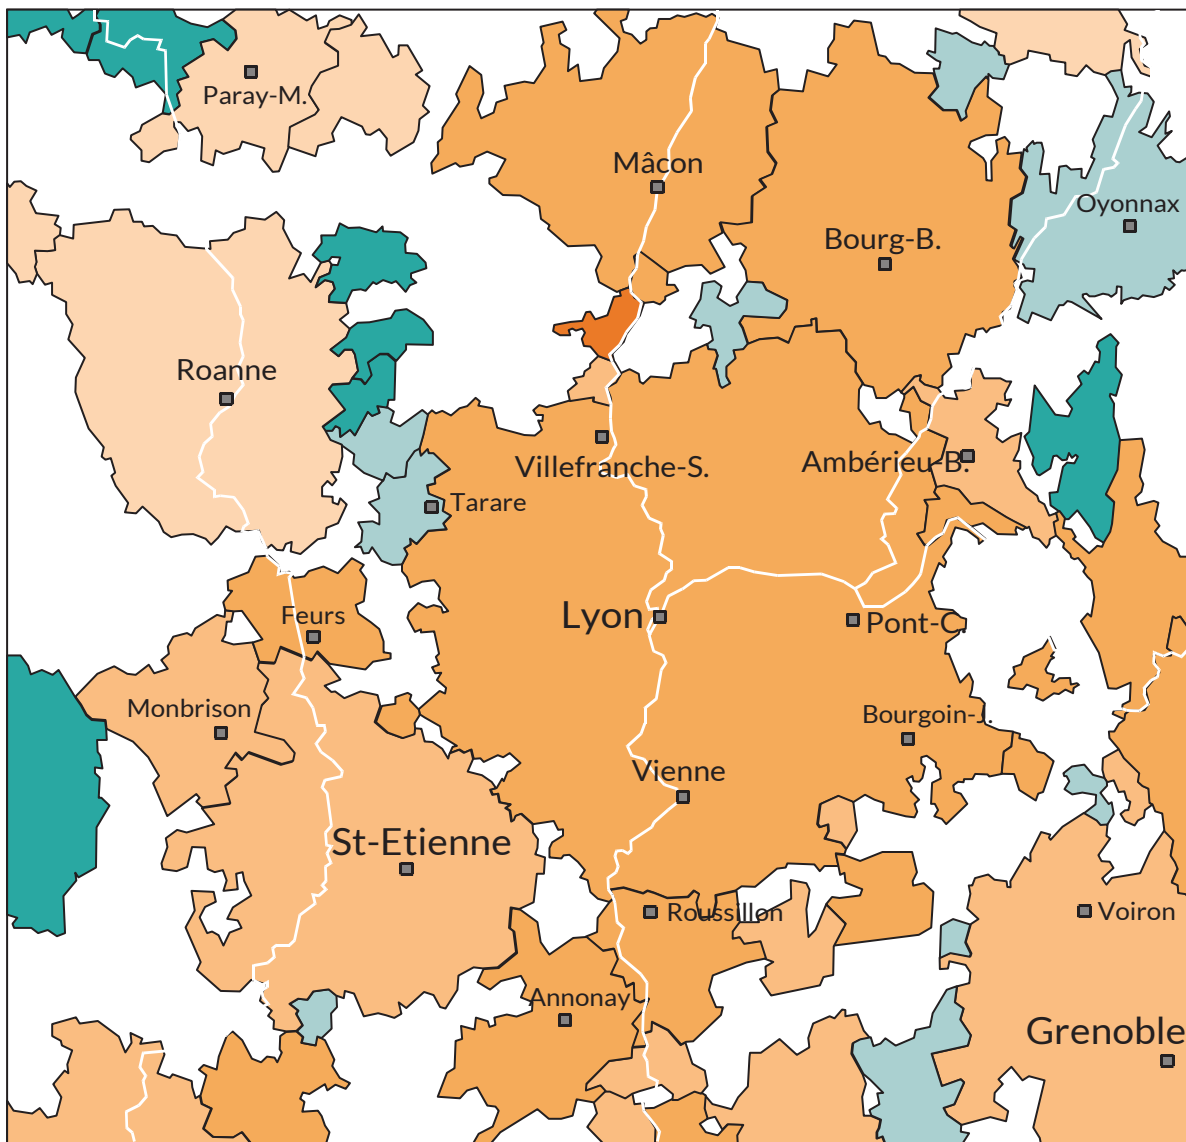 Paray-M.
Mâcon
Oyonnax
Bourg-B.
Roanne
Villefranche-S.
Ambérieu-B.
Tarare
Feurs
Lyon
Pont-C.
Monbrison
Bourgoin-J.
Vienne
St-Etienne
Roussillon
Voiron
Annonay
Grenoble